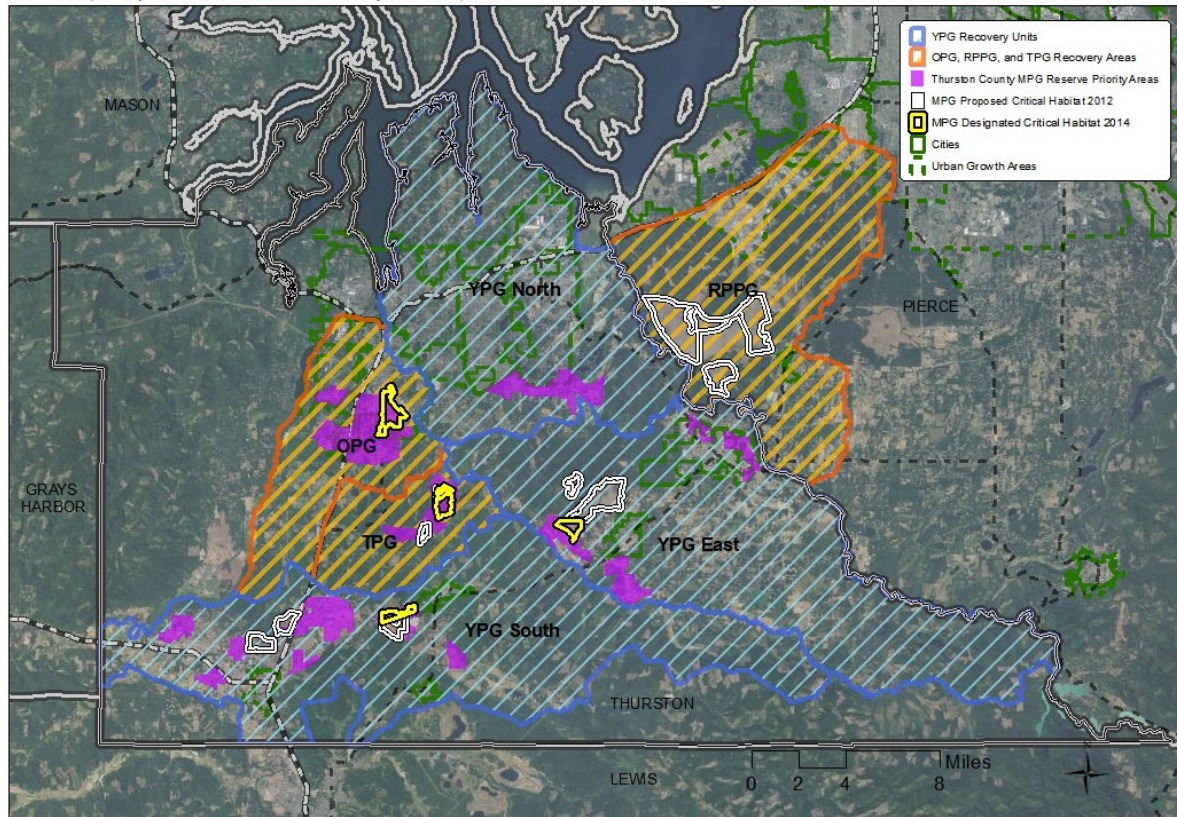 YPG Recovery Units
OPG, RPPG, and TPG Recovery Areas
Thurston County MPG Reserve Priority Areas
MPG Proposed Critical Habitat 2012
MPG Designated Critical Habitat 2014
Cities
Urban Growth Areas
MASON
YPG North
RPPG
PIERCE
OPG
GRAYS
HARBOR
TPG
YPG East
YPG South
THURSTON
LEWIS
Miles
0 2 4 8